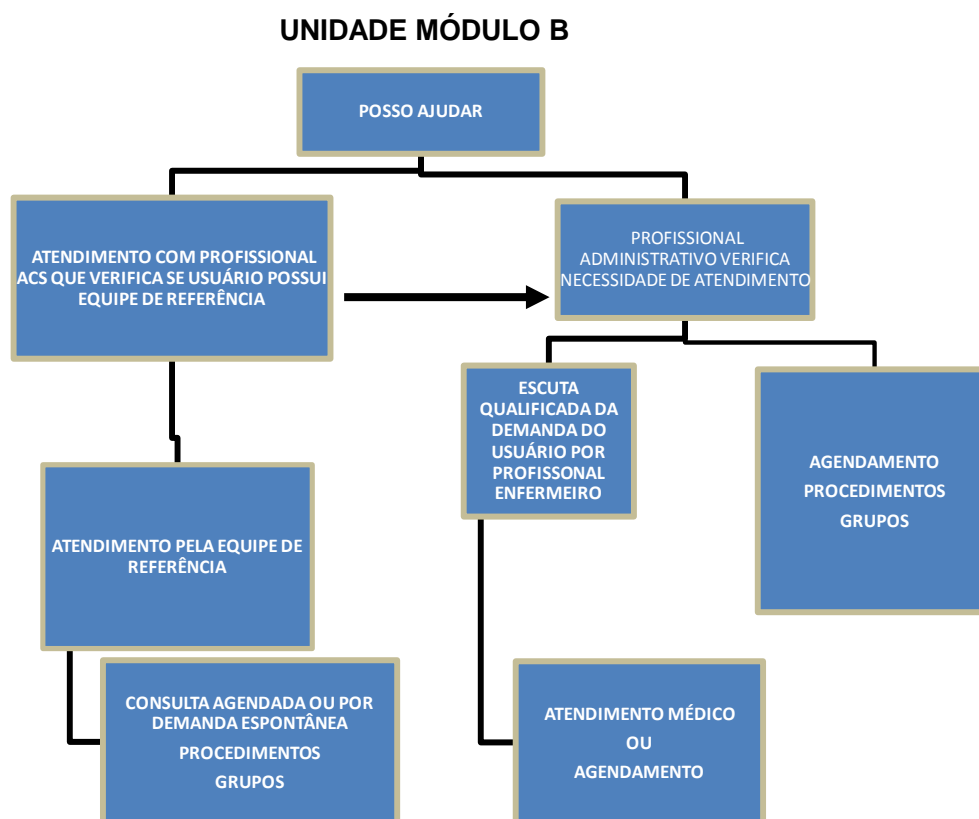 UNIDADE MÓDULO B
POSSO AJUDAR
ATENDIMENTO COM PROFISSIONAL
ACS QUE VERIFICA SE USUÁRIO POSSUI
EQUIPE DE REFERÊNCIA
PROFISSIONAL
ADMINISTRATIVO VERIFICA
NECESSIDADE DE ATENDIMENTO
ESCUTA
QUALIFICADA DA
DEMANDA DO
USUÁRIO POR
PROFISSONAL
ENFERMEIRO
AGENDAMENTO
PROCEDIMENTOS
GRUPOS
ATENDIMENTO PELA EQUIPE DE
REFERÊNCIA
CONSULTA AGENDADA OU POR
DEMANDA ESPONTÂNEA
PROCEDIMENTOS
GRUPOS
ATENDIMENTO MÉDICO
OU
AGENDAMENTO